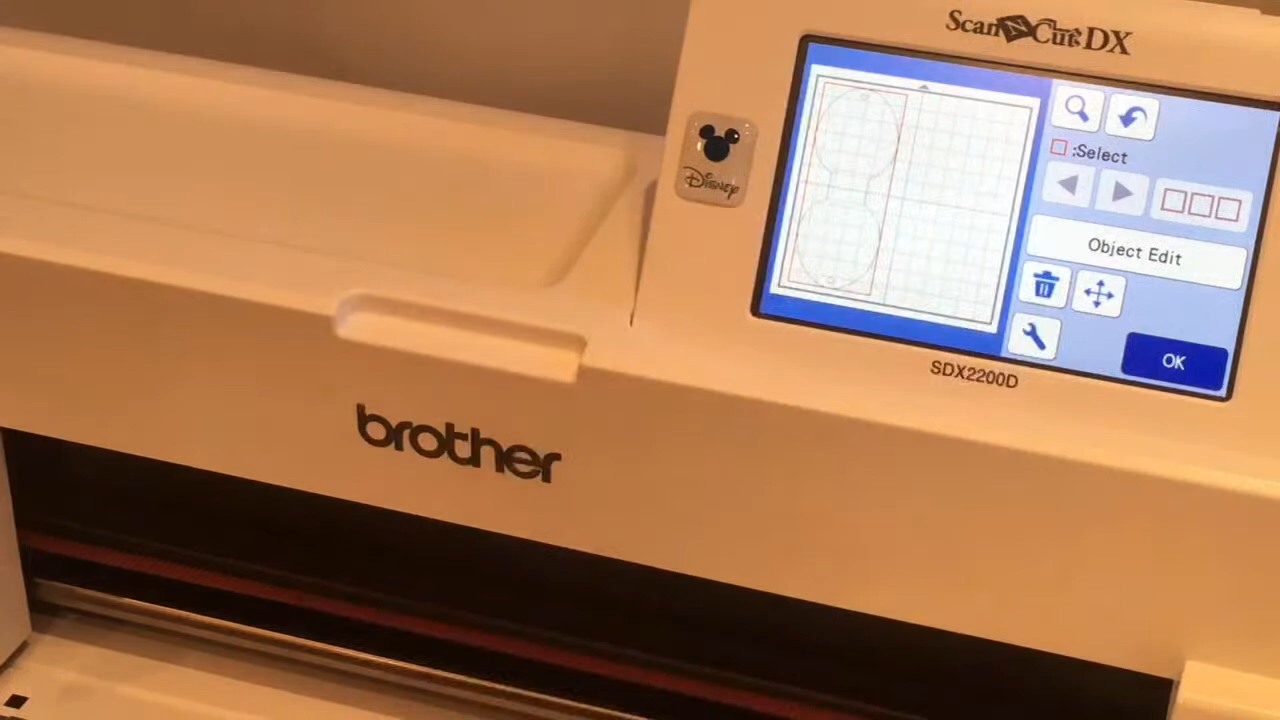 ScanNCut DX
Disney
:Select
Object Edit
OK
SDX2200D
brother